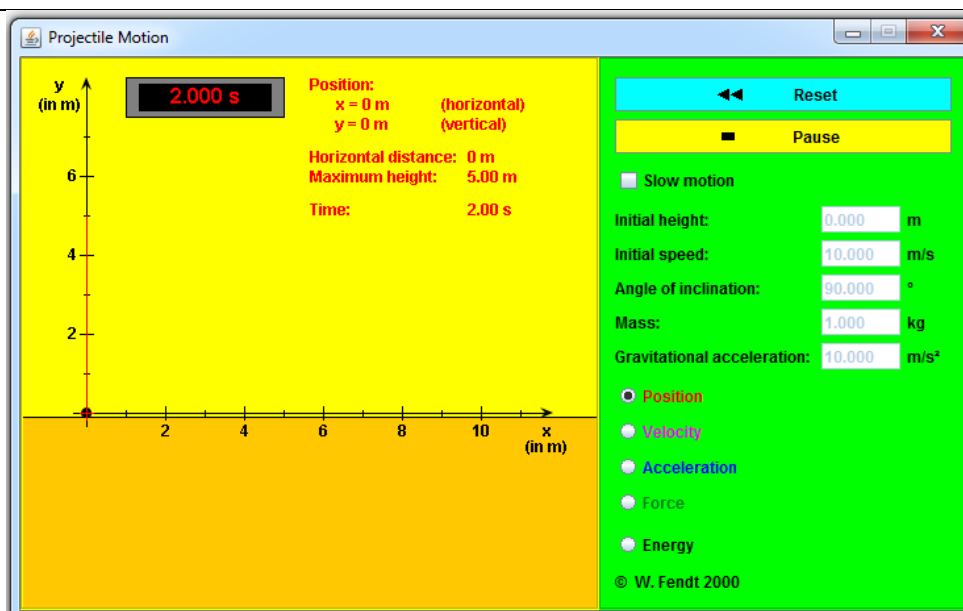 Projectile Motion
y
(in m)
2.000 s
Position:
x = 0 m (horizontal)
y = 0 m (vertical)
Horizontal distance: 0 m
Maximum height: 5.00 m
Time: 2.00 s
6
4
2
2 4 6 8 10 x
(in m)
Reset
Pause
Slow motion
Initial height: 0.000 m
Initial speed: 10.000 m/s
Angle of inclination: 90.000 °
Mass: 1.000 kg
Gravitational acceleration: 10.000 m/s²
Position
Velocity
Acceleration
Force
Energy
© W. Fendt 2000